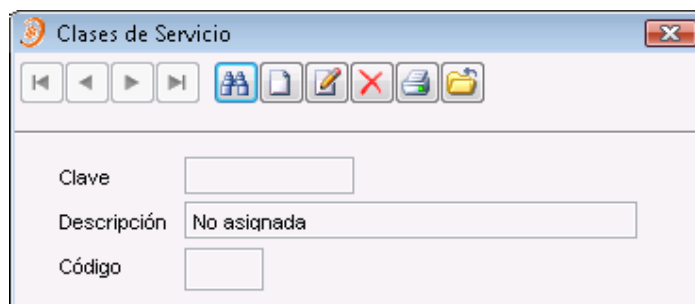 Clases de Servicio
Clave
Descripción No asignada
Código